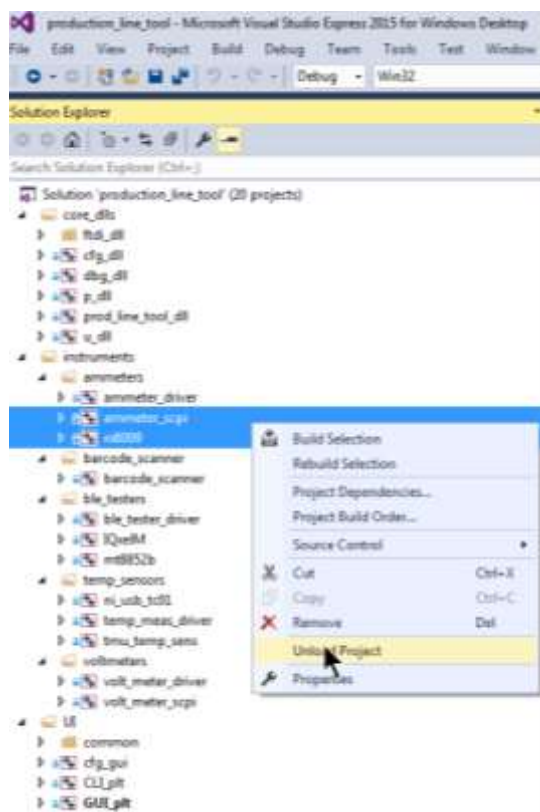 production_line_tool - Microsoft Visual Studio Express 2015 for Windows Desktop
File Edit View Project Build Debug Team Tools Test Window
Debug Win32
Solution Explorer
Search Solution Explorer (Ctrl+;)
Solution 'production_line_tool' (20 projects)
core_dlls
ftdi_dll
cfg_dll
dbg_dll
p_dll
prod_line_tool_dll
u_dll
instruments
ammeters
ammeter_driver
ammeter_scpi
barcode_scanner
barcode_scanner
ble_testers
ble_tester_driver
IQxelM
mt8852b
temp_sensors
ni_usb_tc01
temp_meas_driver
tmu_temp_sens
voltmeters
volt_meter_driver
volt_meter_scpi
UI
common
cfg_gui
CLI_plt
GUI_plt
Build Selection
Rebuild Selection
Project Dependencies...
Project Build Order...
Source Control
Cut Ctrl+X
Copy Ctrl+C
Remove Del
Unload Project
Properties